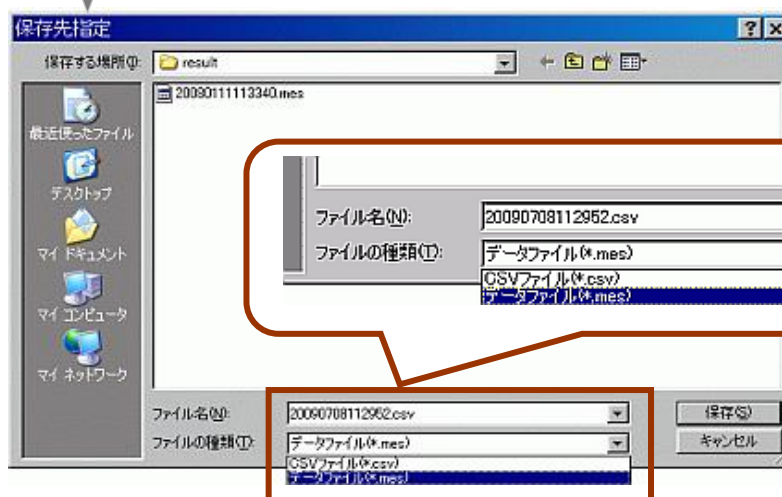 保存先指定
保存する場所(I):
result
20090111113340.mes
最近使ったファイル
デスクトップ
マイ ドキュメント
マイ コンピュータ
マイ ネットワーク
ファイル名(N):
20090708112952.csv
ファイルの種類(T):
データファイル(*.mes)
CSVファイル(*.csv)
データファイル(*.mes)
ファイル名(N):
20090708112952.csv
保存(S)
ファイルの種類(T):
データファイル(*.mes)
キャンセル
CSVファイル(*.csv)
データファイル(*.mes)